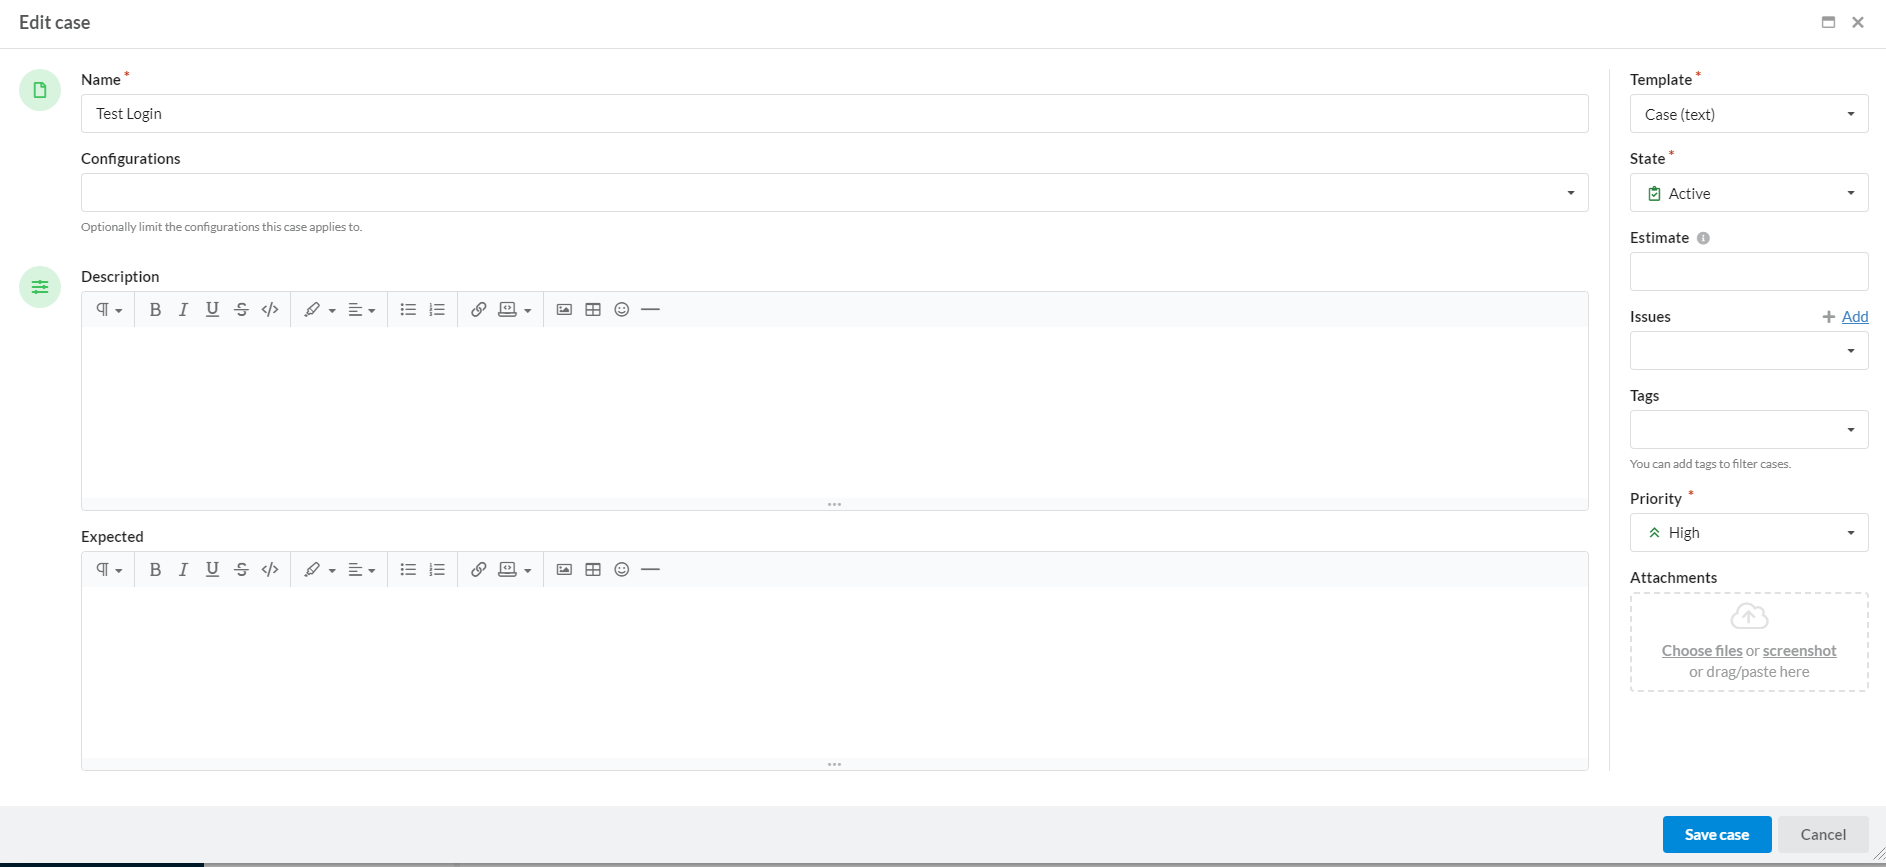 Edit case
Name *
Test Login
Configurations
Optionally limit the configurations this case applies to.
Description
Expected
Template *
Case (text)
State *
Active
Estimate
Issues
Add
Tags
You can add tags to filter cases.
Priority *
High
Attachments
Choose files or screenshot
or drag/paste here
Save case
Cancel